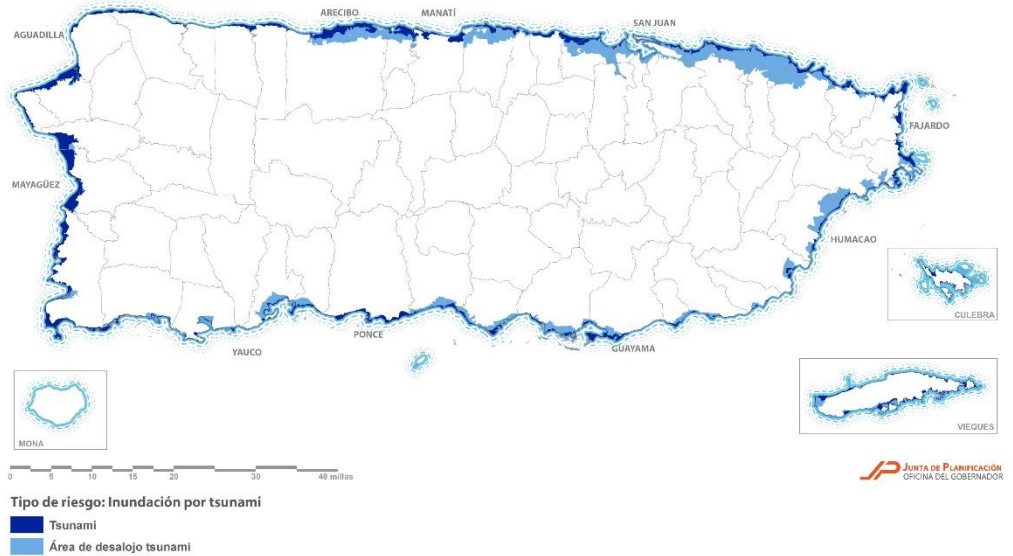 ARECIBO
MANATÍ
SAN JUAN
AGUADILLA
FAJARDO
MAYAGÜEZ
HUMACAO
CULEBRA
PONCE
GUAYAMA
YAUCO
VIEQUES
MONA
0 5 10 15 20 30 40 millas
JUNTA DE PLANIFICACIÓN
OFICINA DEL GOBERNADOR
Tipo de riesgo: Inundación por tsunami
Tsunami
Área de desalojo tsunami